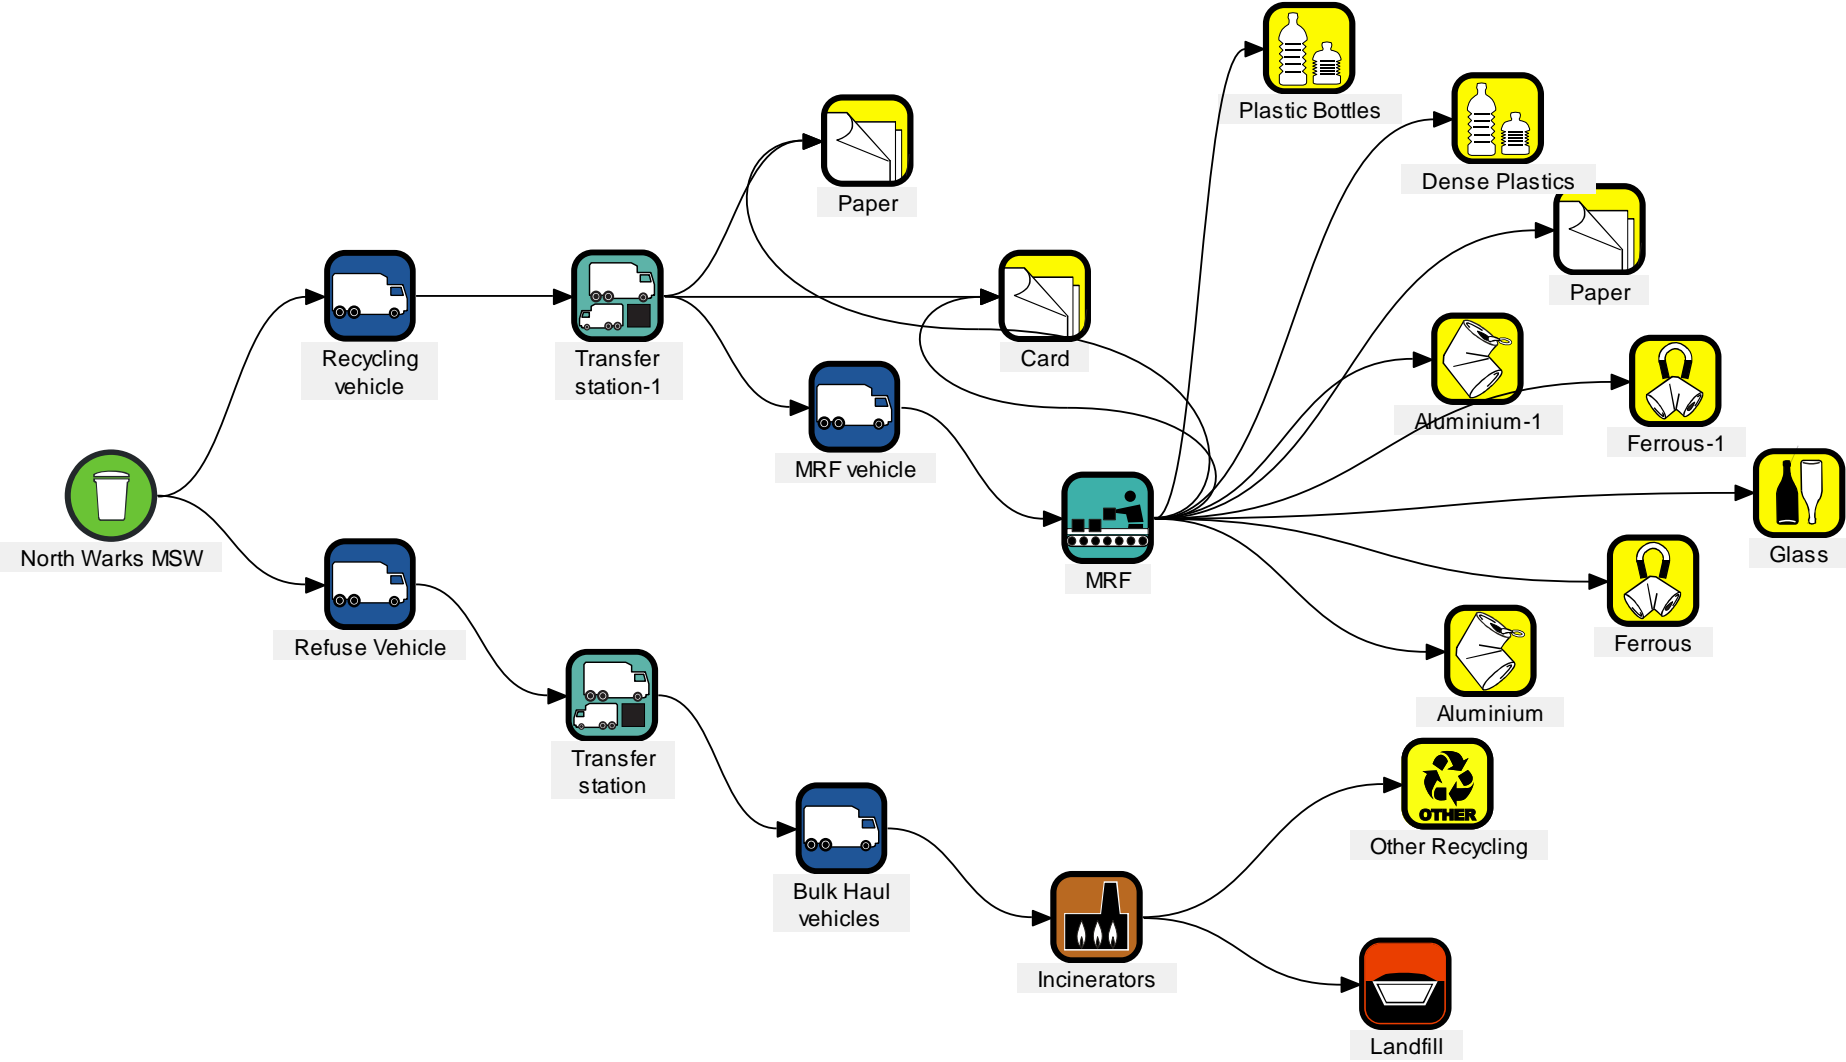 Plastic Bottles
Dense Plastics
Paper
Paper
Recycling
vehicle
Transfer
station-1
Card
Aluminium-1
Ferrous-1
MRF vehicle
North Warks MSW
MRF
Glass
Refuse Vehicle
Ferrous
Aluminium
Transfer
station
OTHER
Other Recycling
Bulk Haul
vehicles
Incinerators
Landfill